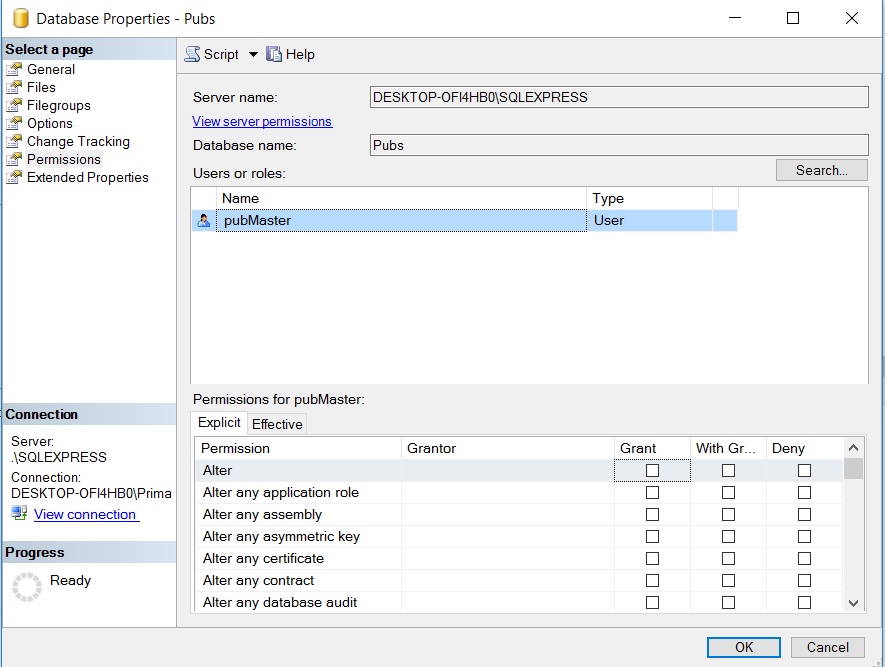 Database Properties - Pubs
Select a page
General
Files
Filegroups
Options
Change Tracking
Permissions
Extended Properties
Script Help
Server name: DESKTOP-OFI4HB0\SQLEXPRESS
View server permissions
Database name: Pubs
Users or roles: Search...
Name Type
pubMaster User
Permissions for pubMaster:
Explicit Effective
Permission Grantor Grant With Gr... Deny
Alter
Alter any application role
Alter any assembly
Alter any asymmetric key
Alter any certificate
Alter any contract
Alter any database audit
Connection
Server:
.\SQLEXPRESS
Connection:
DESKTOP-OFI4HB0\Prima
View connection
Progress
Ready
OK Cancel